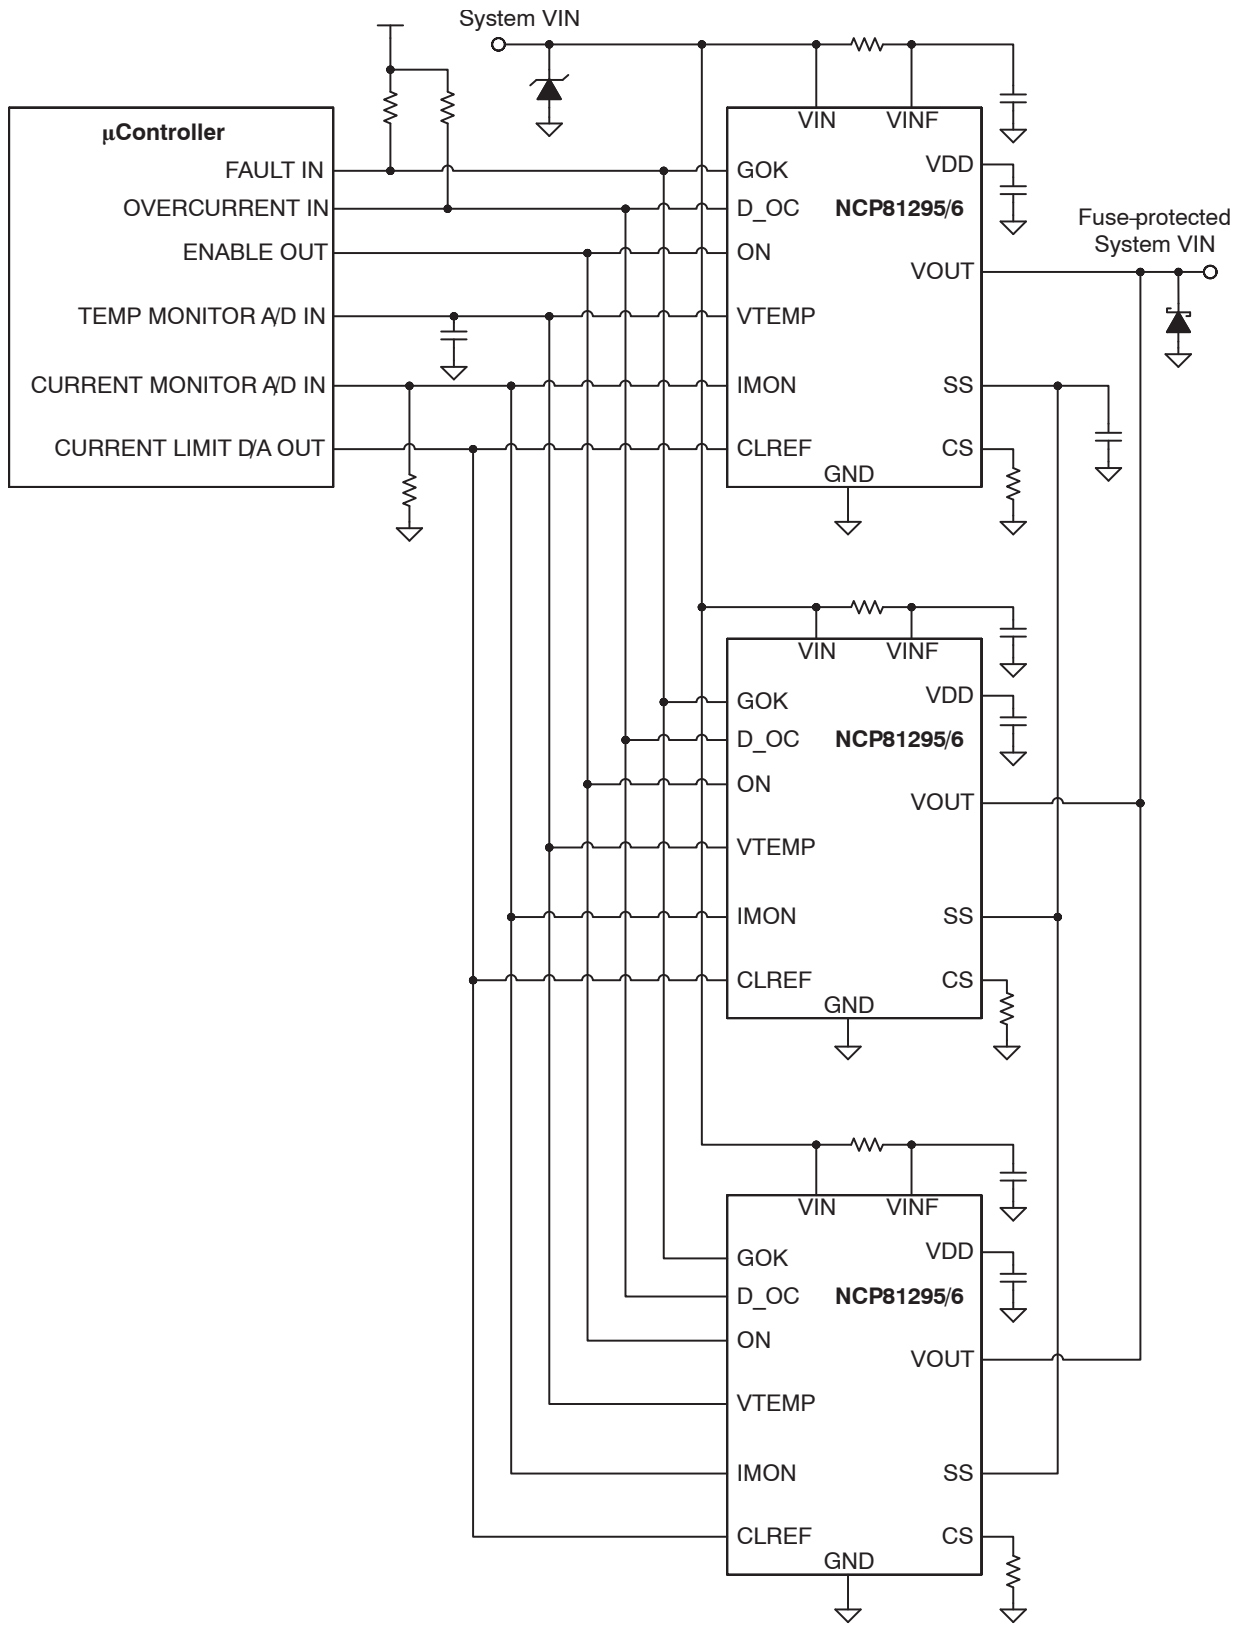 System VIN
µController
FAULT IN
OVERCURRENT IN
ENABLE OUT
TEMP MONITOR A/D IN
CURRENT MONITOR A/D IN
CURRENT LIMIT D/A OUT
VIN VINF
GOK VDD
D_OC NCP81295/6
ON
VOUT
VTEMP
IMON SS
CLREF CS
GND
Fuse-protected
System VIN
VIN VINF
GOK VDD
D_OC NCP81295/6
ON
VOUT
VTEMP
IMON SS
CLREF CS
GND
VIN VINF
GOK VDD
D_OC NCP81295/6
ON
VOUT
VTEMP
IMON SS
CLREF CS
GND